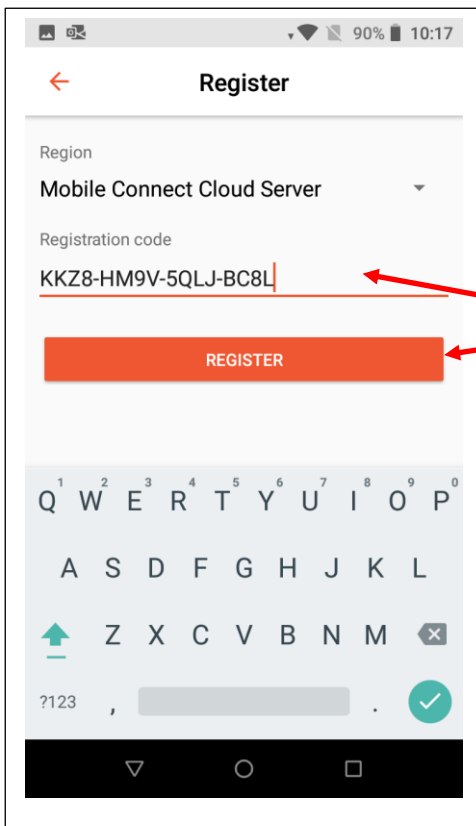 90% 10:17
Register
Region
Mobile Connect Cloud Server
Registration code
KKZ8-HM9V-5QLJ-BC8L
REGISTER
1 2 3 4 5 6 7 8 9 0
Q W E R T Y U I O P
A S D F G H J K L
Z X C V B N M
?123 , .